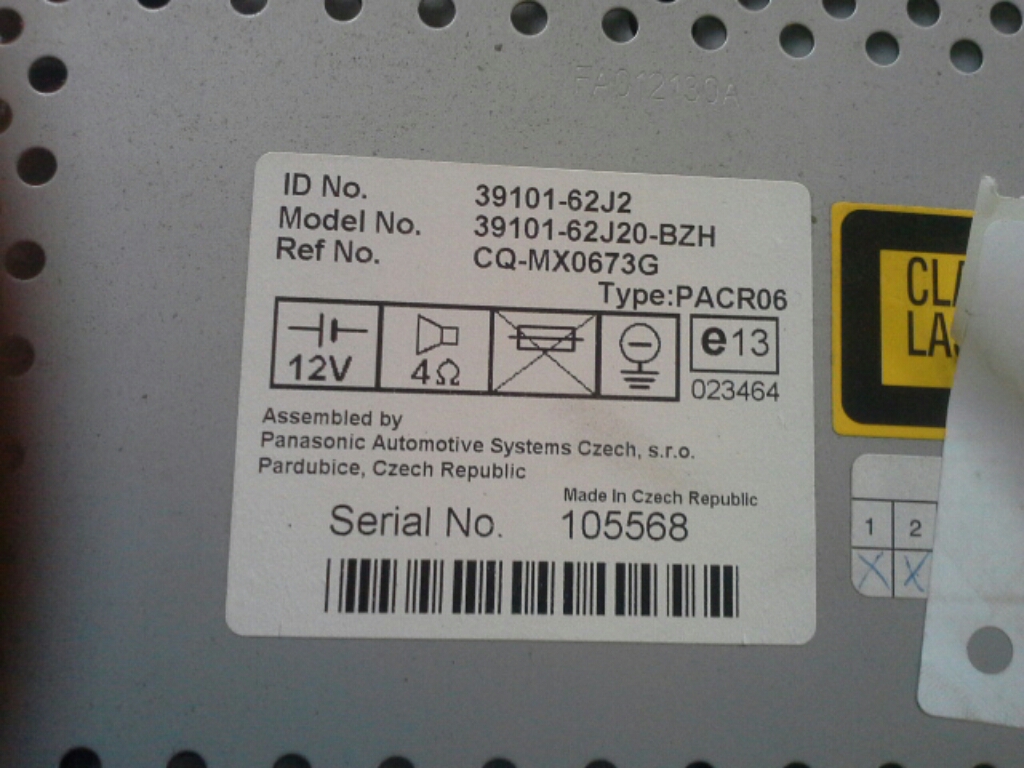 FA012130A
ID No. 39101-62J2
Model No. 39101-62J20-BZH
Ref No. CQ-MX0673G
Type:PACR06
12V
4Ω
e13
023464
Assembled by
Panasonic Automotive Systems Czech, s.r.o.
Pardubice, Czech Republic
Made In Czech Republic
Serial No. 105568
CLA
LAS
1 2
X X